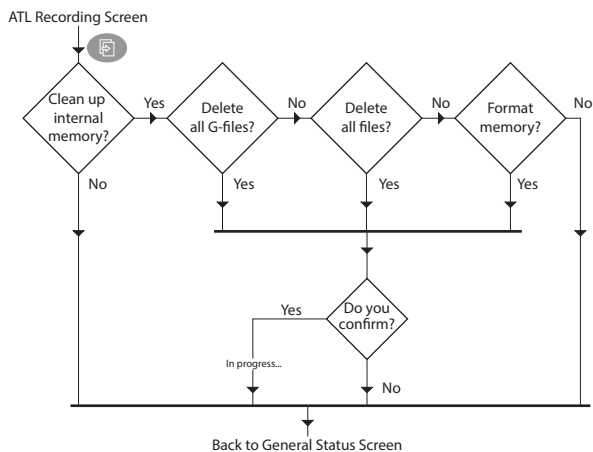 ATL Recording Screen
Clean up
internal
memory?
Yes
Delete
all G-files?
No
Delete
all files?
No
Format
memory?
No
No
Yes
Yes
Yes
Do you
confirm?
Yes
In progress...
No
Back to General Status Screen